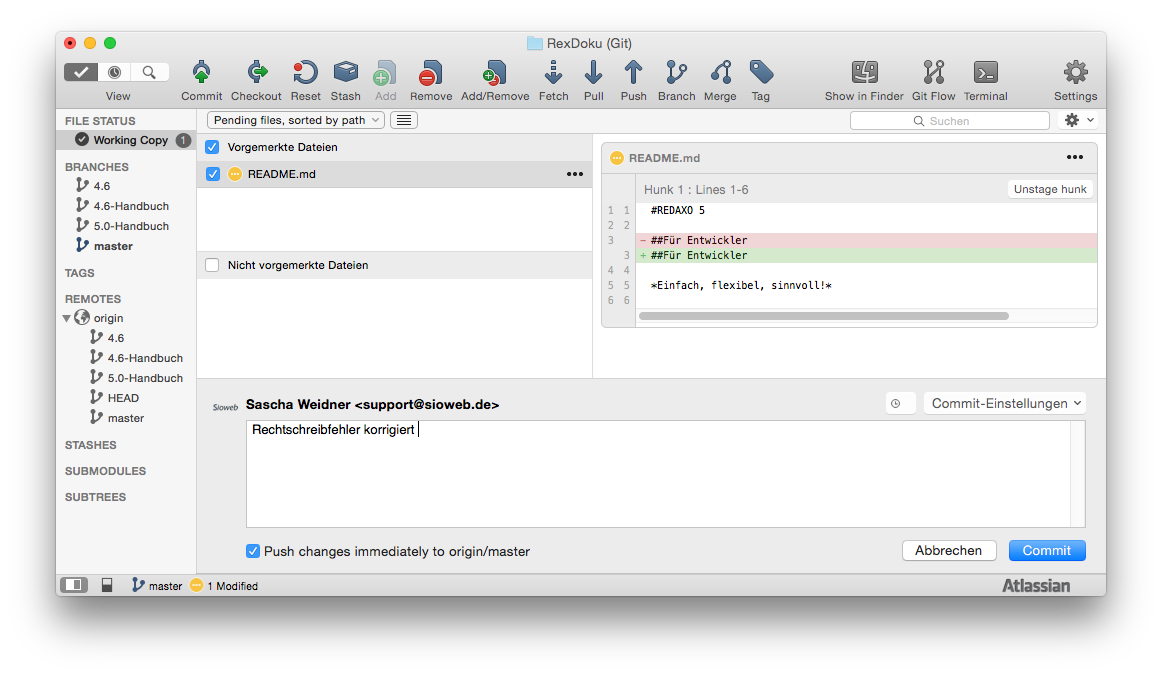 RexDoku (Git)
View
Commit
Checkout
Reset
Stash
Add
Remove
Add/Remove
Fetch
Pull
Push
Branch
Merge
Tag
Show in Finder
Git Flow
Terminal
Settings
FILE STATUS
Working Copy 1
BRANCHES
4.6
4.6-Handbuch
5.0-Handbuch
master
TAGS
REMOTES
origin
4.6
4.6-Handbuch
5.0-Handbuch
HEAD
master
STASHES
SUBMODULES
SUBTREES
Pending files, sorted by path
Suchen
Vorgemerkte Dateien
README.md
Nicht vorgemerkte Dateien
README.md
Hunk 1 : Lines 1-6
Unstage hunk
1 1 #REDAXO 5
2 2
3 - ##Für Entwickler
3 + ##Für Entwickler
4 4
5 5 *Einfach, flexibel, sinnvoll!*
6 6
Sioweb
Sascha Weidner <support@sioweb.de>
Commit-Einstellungen
Rechtschreibfehler korrigiert
Push changes immediately to origin/master
Abbrechen
Commit
master
1 Modified
Atlassian